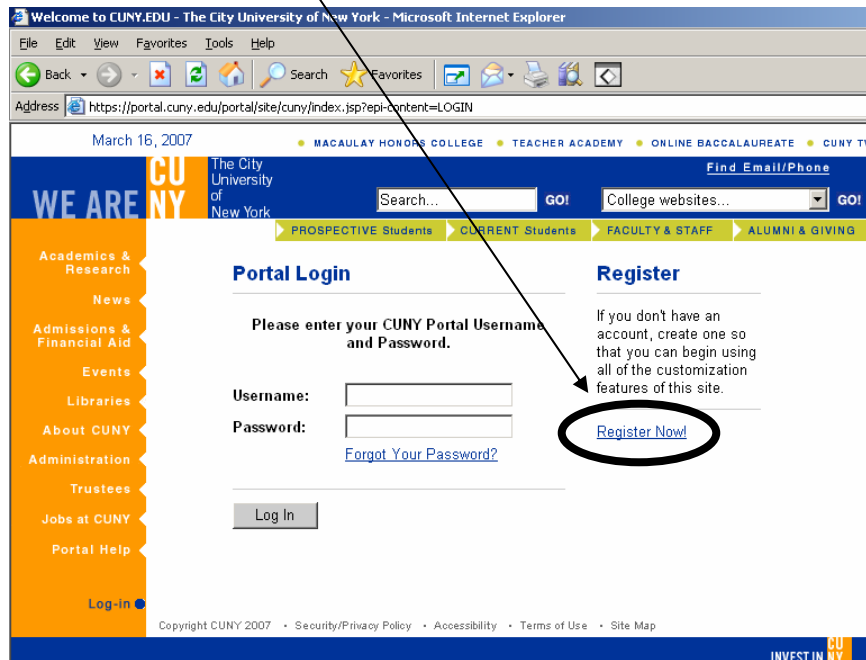 Welcome to CUNY.EDU - The City University of New York - Microsoft Internet Explorer
File Edit View Favorites Tools Help
Back Search Favorites
Address https://portal.cuny.edu/portal/site/cuny/index.jsp?epi-content=LOGIN
March 16, 2007 • MACAULAY HONORS COLLEGE • TEACHER ACADEMY • ONLINE BACCALAUREATE • CUNY TV
Find Email/Phone
WE ARE CUNY
The City
University
of
New York
Search... GO! College websites... GO!
PROSPECTIVE Students CURRENT Students FACULTY & STAFF ALUMNI & GIVING
Academics &
Research
News
Admissions &
Financial Aid
Events
Libraries
About CUNY
Administration
Trustees
Jobs at CUNY
Portal Help
Log-in
Portal Login
Please enter your CUNY Portal Username
and Password.
Username:
Password:
Forgot Your Password?
Log In
Register
If you don't have an
account, create one so
that you can begin using
all of the customization
features of this site.
Register Now!
Copyright CUNY 2007 • Security/Privacy Policy • Accessibility • Terms of Use • Site Map
INVEST IN CUNY